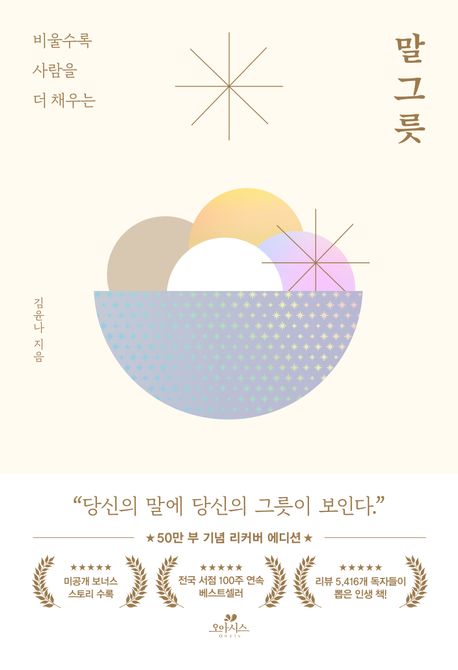 비울수록
사람을
더 채우는
말 그릇
김윤나 지음
“당신의 말에 당신의 그릇이 보인다.”
★50만 부 기념 리커버 에디션★
★★★★★
미공개 보너스
스토리 수록
★★★★★
전국 서점 100주 연속
베스트셀러
★★★★★
리뷰 5,416개 독자들이
뽑은 인생 책!
오아시스